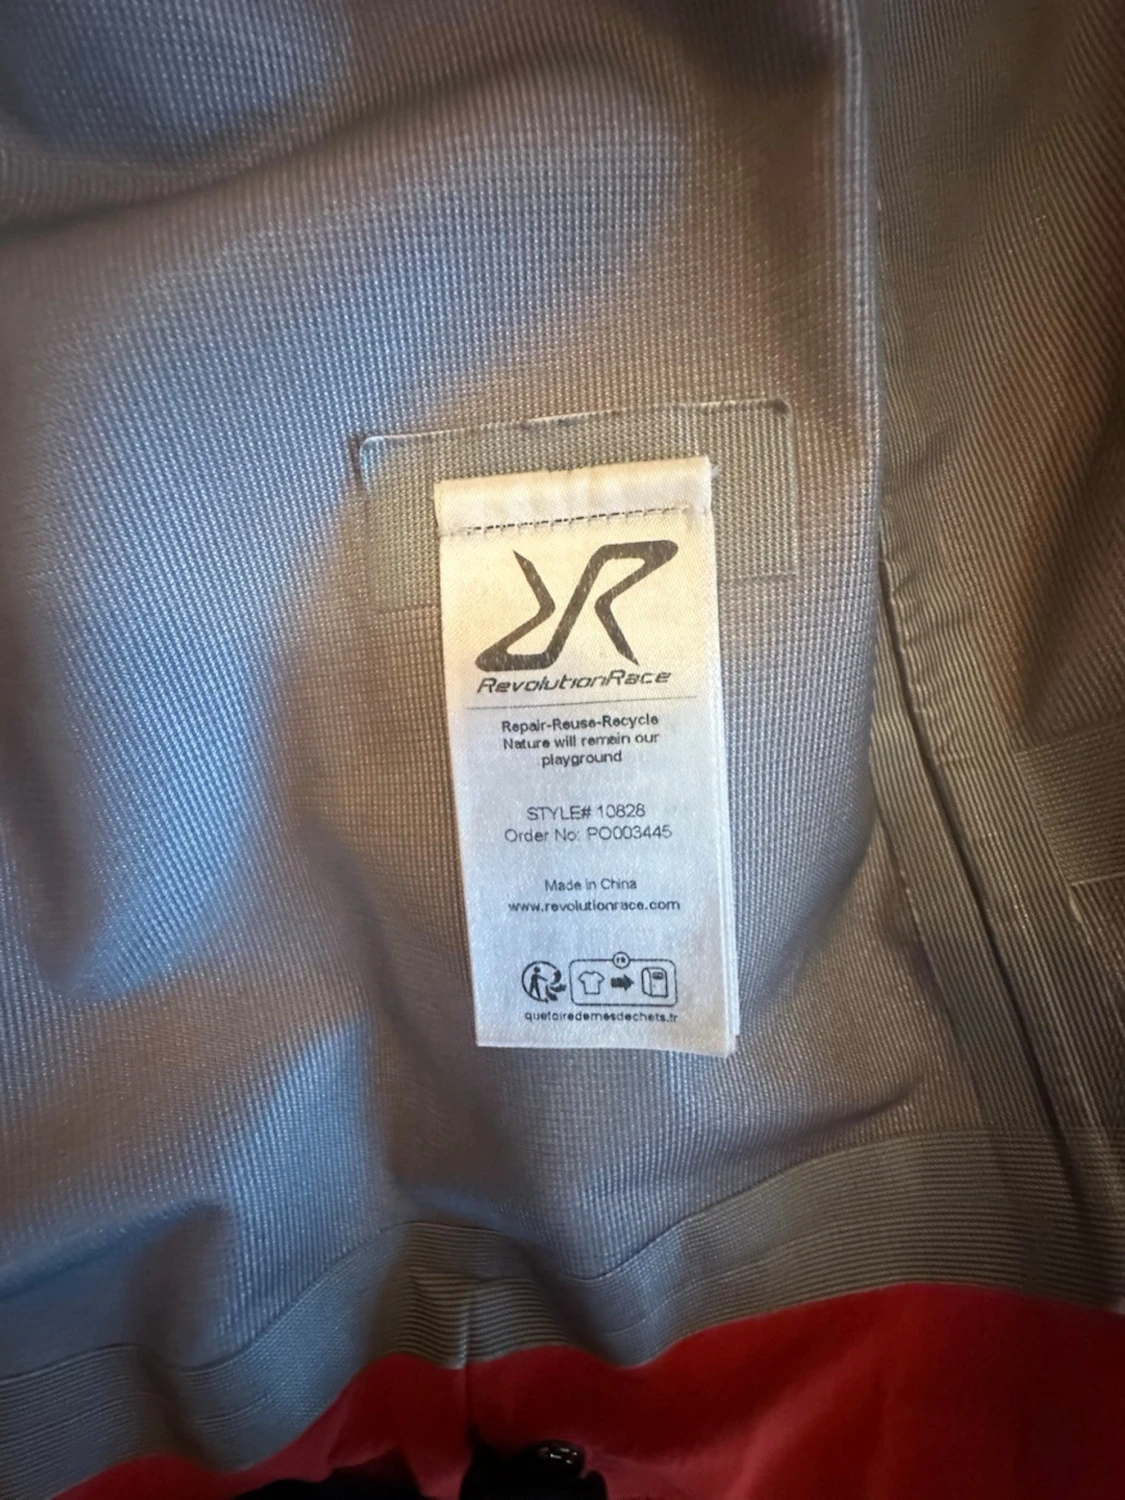 RevolutionRace
Repair-Reuse-Recycle
Nature will remain our
playground
STYLE# 10828
Order No: PO003445
Made in China
www.revolutionrace.com
FR
quefairedemesdechets.fr